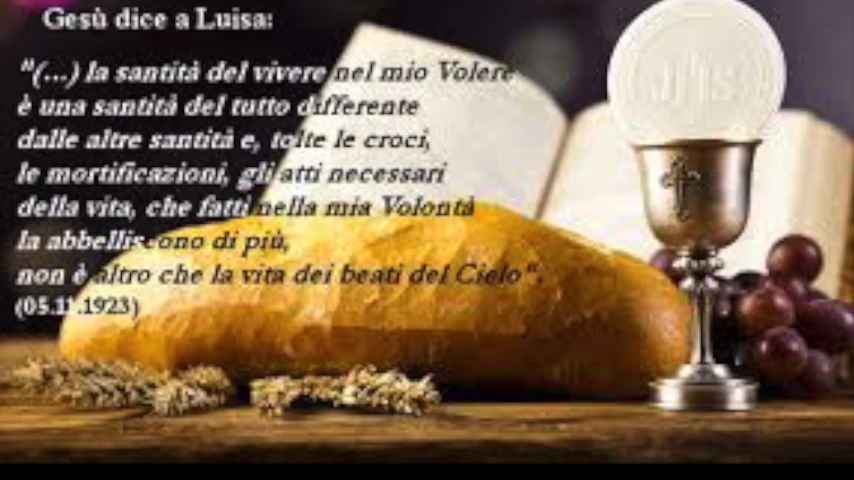 Gesù dice a Luisa:
"(...) la santità del vivere nel mio Volere
è una santità del tutto differente
dalle altre santità e, tolte le croci,
le mortificazioni, gli atti necessari
della vita, che fatti nella mia Volontà
la abbelliscono di più,
non è altro che la vita dei beati del Cielo".
(05.11.1923)
IHS